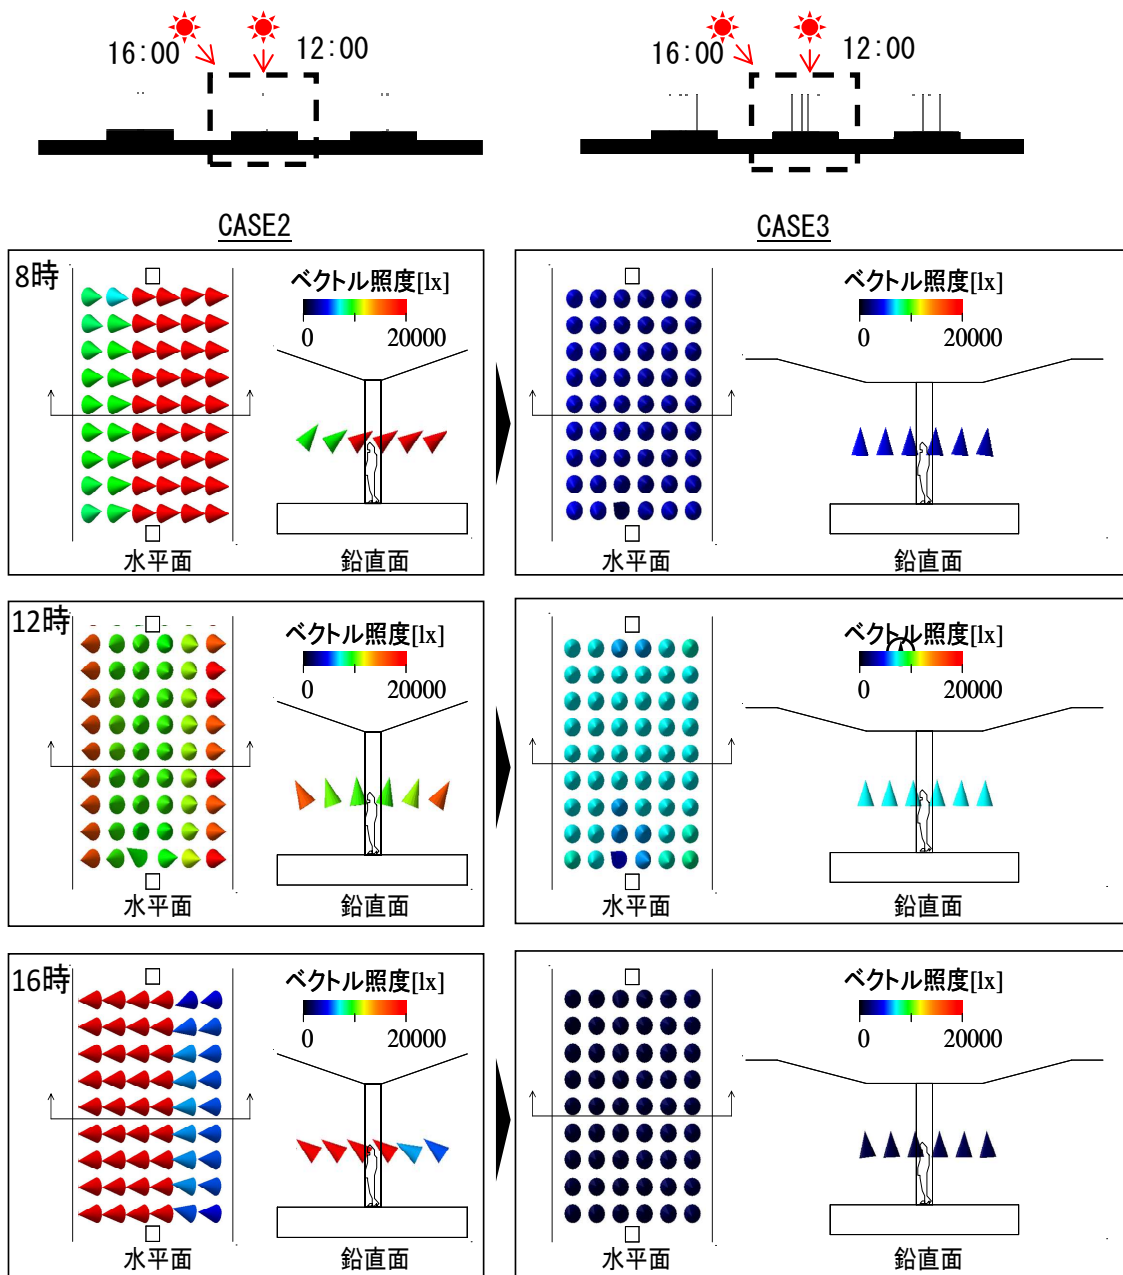 16:00
12:00
16:00
12:00
CASE2
CASE3
8時
ベクトル照度[lx]
0
20000
水平面
鉛直面
ベクトル照度[lx]
0
20000
水平面
鉛直面
12時
ベクトル照度[lx]
0
20000
水平面
鉛直面
ベクトル照度[lx]
0
20000
水平面
鉛直面
16時
ベクトル照度[lx]
0
20000
水平面
鉛直面
ベクトル照度[lx]
0
20000
水平面
鉛直面